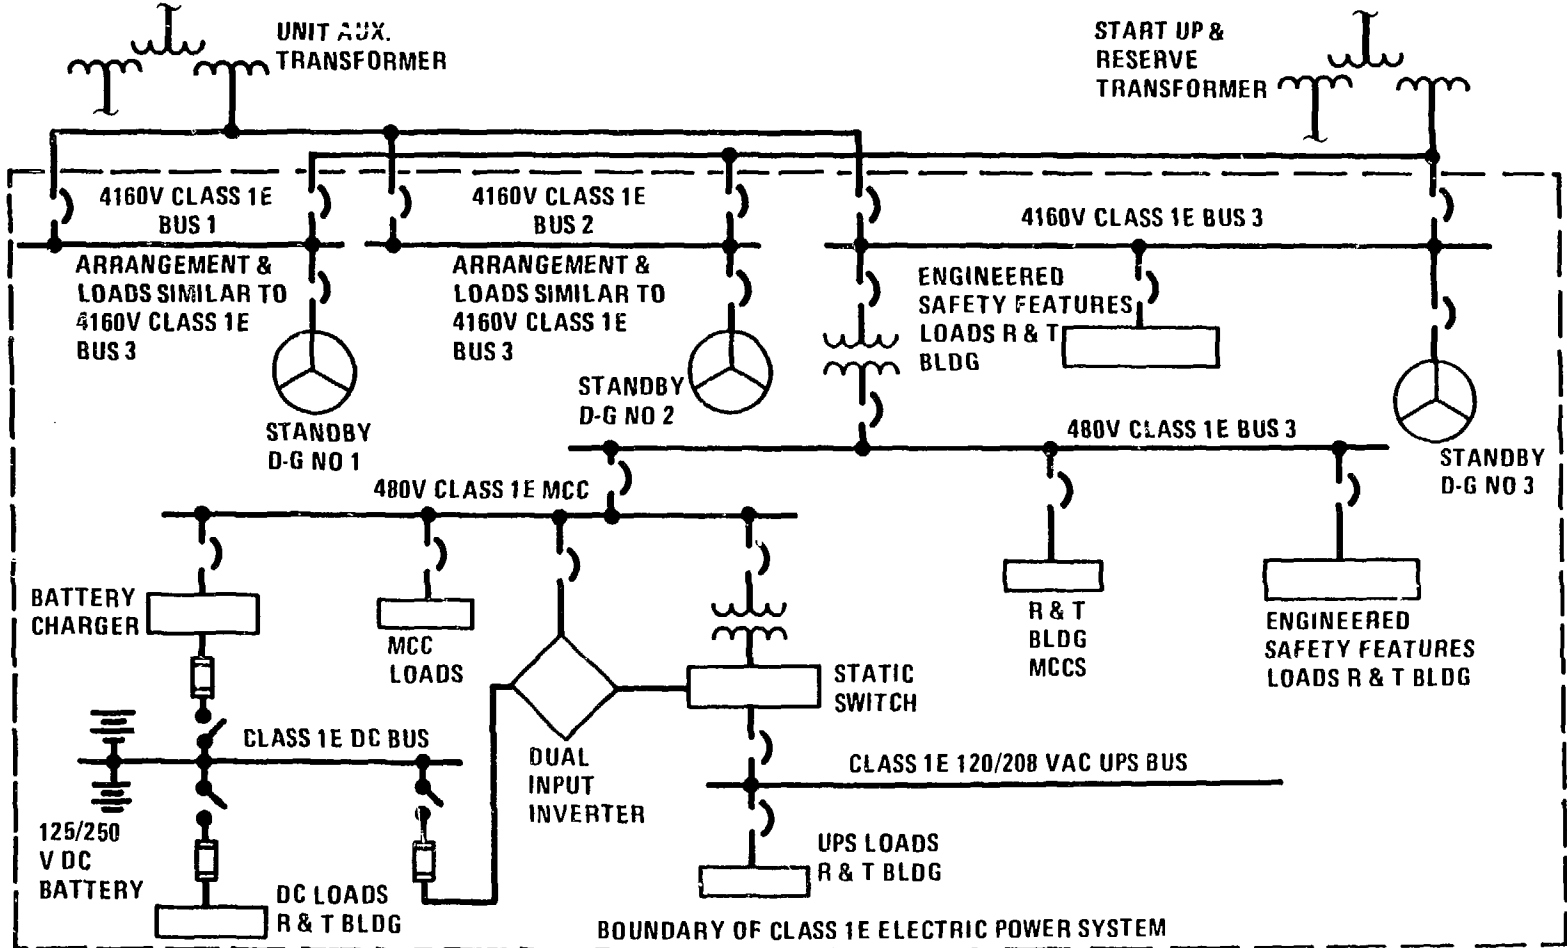 UNIT AUX.
TRANSFORMER
START UP &
RESERVE
TRANSFORMER
4160V CLASS 1E
BUS 1
4160V CLASS 1E
BUS 2
4160V CLASS 1E BUS 3
ARRANGEMENT &
LOADS SIMILAR TO
4160V CLASS 1E
BUS 3
ARRANGEMENT &
LOADS SIMILAR TO
4160V CLASS 1E
BUS 3
ENGINEERED
SAFETY FEATURES
LOADS R & T
BLDG
STANDBY
D-G NO 1
STANDBY
D-G NO 2
STANDBY
D-G NO 3
480V CLASS 1E BUS 3
480V CLASS 1E MCC
BATTERY
CHARGER
MCC
LOADS
R & T
BLDG
MCCS
ENGINEERED
SAFETY FEATURES
LOADS R & T BLDG
STATIC
SWITCH
CLASS 1E DC BUS
DUAL
INPUT
INVERTER
CLASS 1E 120/208 VAC UPS BUS
125/250
V DC
BATTERY
UPS LOADS
R & T BLDG
DC LOADS
R & T BLDG
BOUNDARY OF CLASS 1E ELECTRIC POWER SYSTEM